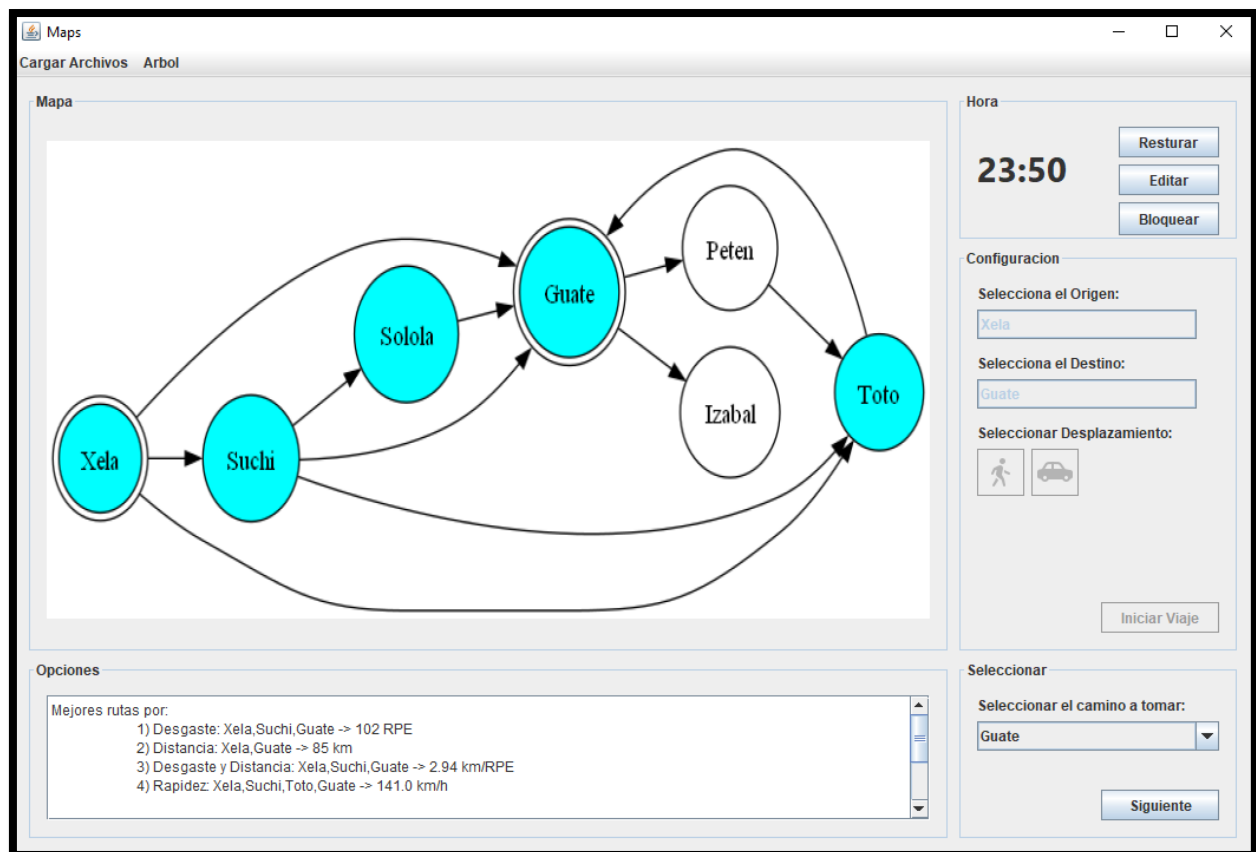 Maps
Cargar Archivos Arbol
Mapa
Xela
Suchi
Solola
Guate
Peten
Izabal
Toto
Hora
23:50
Resturar
Editar
Bloquear
Configuracion
Selecciona el Origen:
Xela
Selecciona el Destino:
Guate
Seleccionar Desplazamiento:
Iniciar Viaje
Opciones
Mejores rutas por:
1) Desgaste: Xela,Suchi,Guate -> 102 RPE
2) Distancia: Xela,Guate -> 85 km
3) Desgaste y Distancia: Xela,Suchi,Guate -> 2.94 km/RPE
4) Rapidez: Xela,Suchi,Toto,Guate -> 141.0 km/h
Seleccionar
Seleccionar el camino a tomar:
Guate
Siguiente